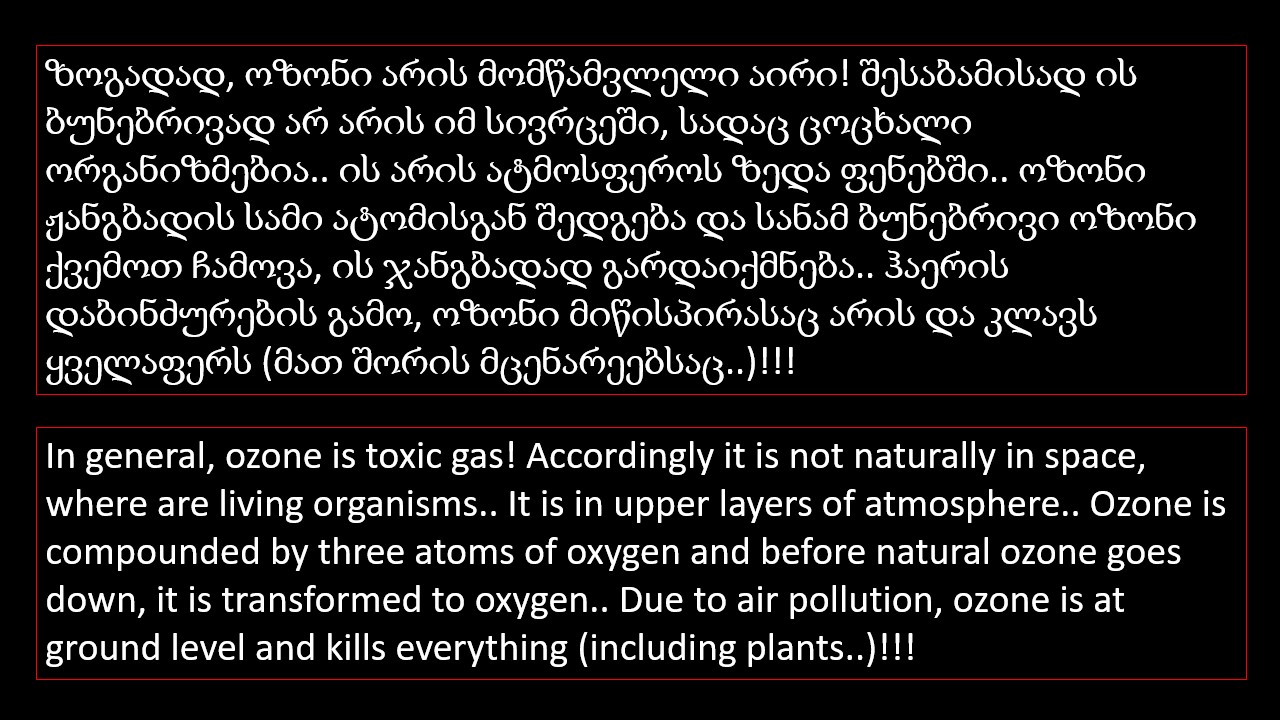 ზოგადად, ოზონი არის მომწამვლელი აირი! შესაბამისად ის
ბუნებრივად არ არის იმ სივრცეში, სადაც ცოცხალი
ორგანიზმებია.. ის არის ატმოსფეროს ზედა ფენებში.. ოზონი
ჟანგბადის სამი ატომისგან შედგება და სანამ ბუნებრივი ოზონი
ქვემოთ ჩამოვა, ის ჯანგბადად გარდაიქმნება.. ჰაერის
დაბინძურების გამო, ოზონი მიწისპირასაც არის და კლავს
ყველაფერს (მათ შორის მცენარეებსაც..)!!!
In general, ozone is toxic gas! Accordingly it is not naturally in space,
where are living organisms.. It is in upper layers of atmosphere.. Ozone is
compounded by three atoms of oxygen and before natural ozone goes
down, it is transformed to oxygen.. Due to air pollution, ozone is at
ground level and kills everything (including plants..)!!!